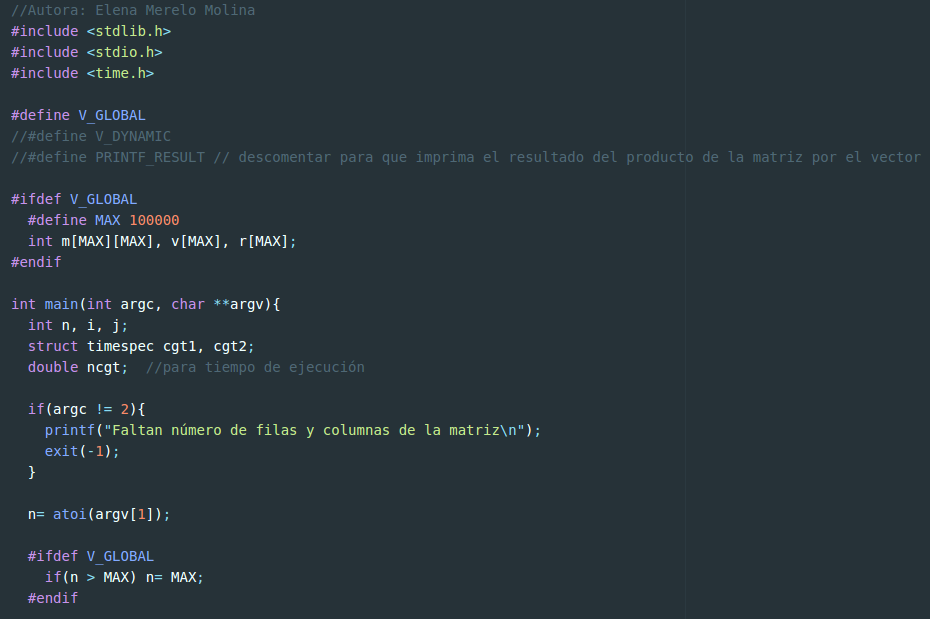 //Autora: Elena Merelo Molina
#include <stdlib.h>
#include <stdio.h>
#include <time.h>

#define V_GLOBAL
//#define V_DYNAMIC
//#define PRINTF_RESULT // descomentar para que imprima el resultado del producto de la matriz por el vector

#ifdef V_GLOBAL
  #define MAX 100000
  int m[MAX][MAX], v[MAX], r[MAX];
#endif

int main(int argc, char **argv){
  int n, i, j;
  struct timespec cgt1, cgt2;
  double ncgt;  //para tiempo de ejecución

  if(argc != 2){
    printf("Faltan número de filas y columnas de la matriz\n");
    exit(-1);
  }

  n= atoi(argv[1]);

  #ifdef V_GLOBAL
    if(n > MAX) n= MAX;
  #endif